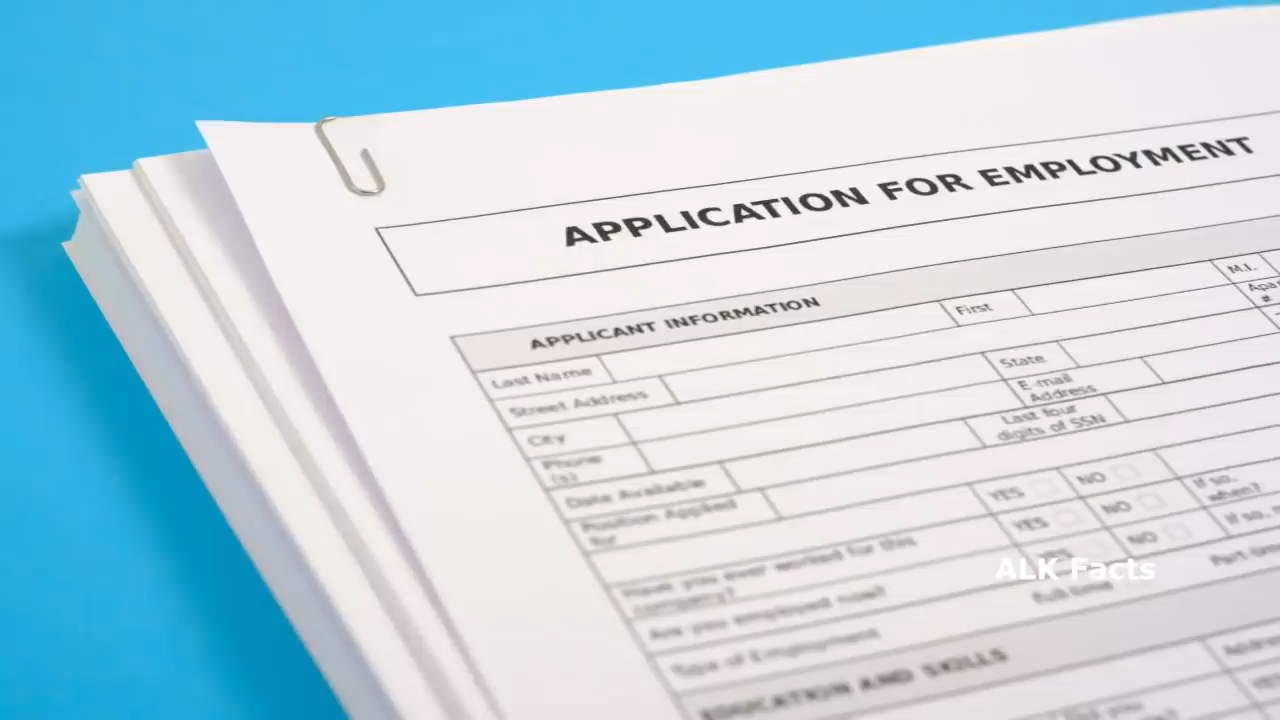 APPLICATION FOR EMPLOYMENT
APPLICANT INFORMATION
Last Name
First
M.I.
Street Address
State
City
E-mail
Address
Phone
(s)
Last four
digits of SSN
Date Available
Position Applied
for
YES
NO
If so,
when?
Have you ever worked for this
company?
YES
NO
If so,
Are you employed now?
YES
NO
Type of Employment
Full time
EDUCATION AND SKILLS
ALK Facts